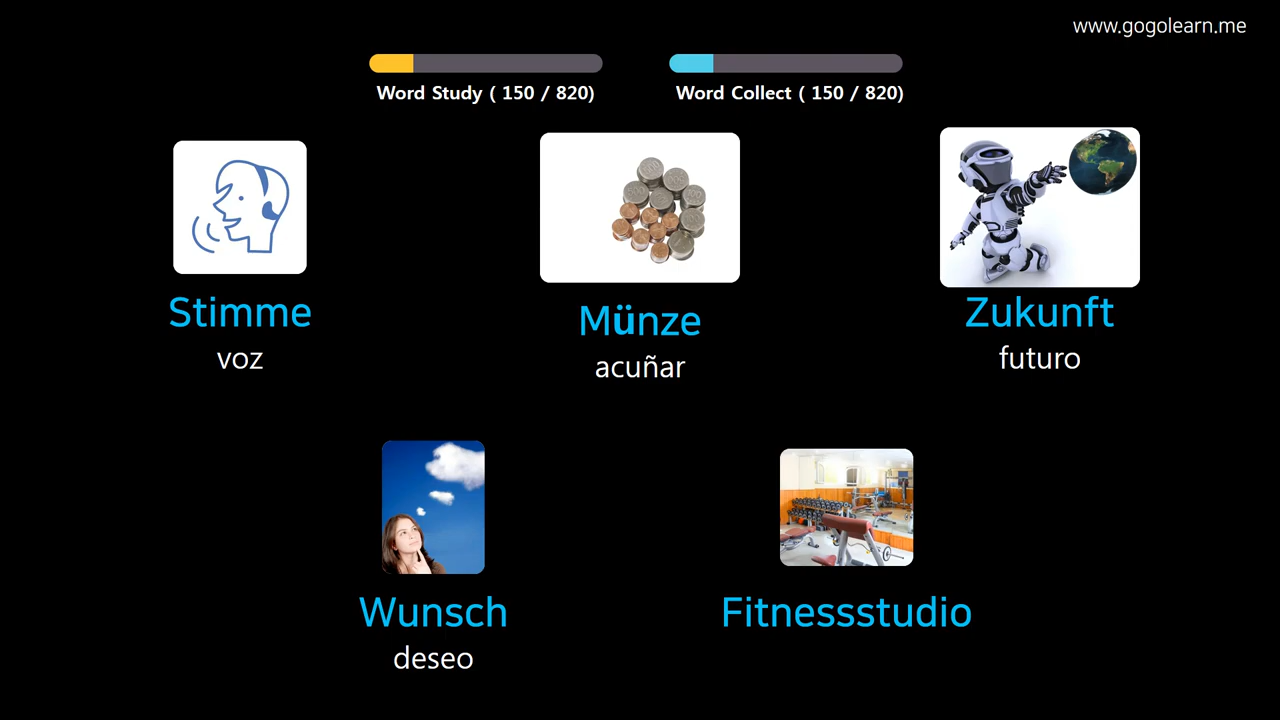 www.gogolearn.me
Word Study ( 150 / 820)
Word Collect ( 150 / 820)
Stimme
voz
Münze
acuñar
Zukunft
futuro
Wunsch
deseo
Fitnessstudio